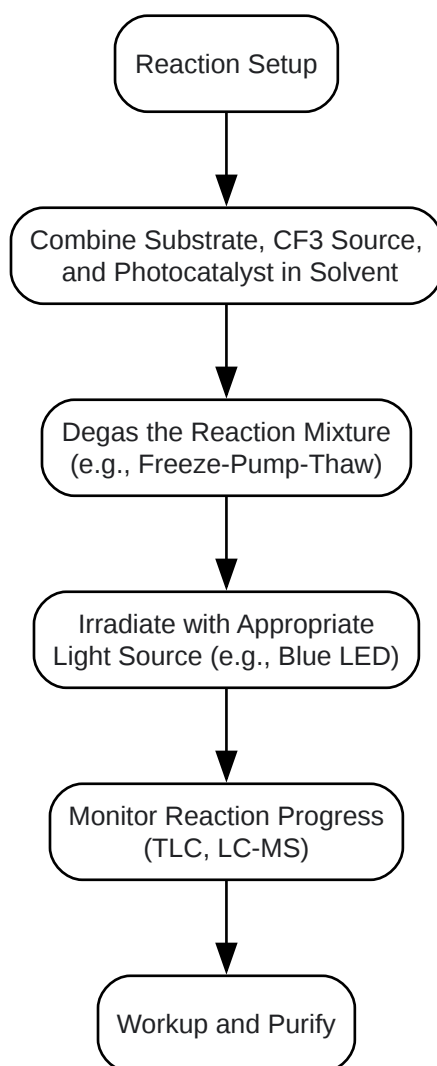 Reaction Setup
Combine Substrate, CF3 Source,
and Photocatalyst in Solvent
Degas the Reaction Mixture
(e.g., Freeze-Pump-Thaw)
Irradiate with Appropriate
Light Source (e.g., Blue LED)
Monitor Reaction Progress
(TLC, LC-MS)
Workup and Purify